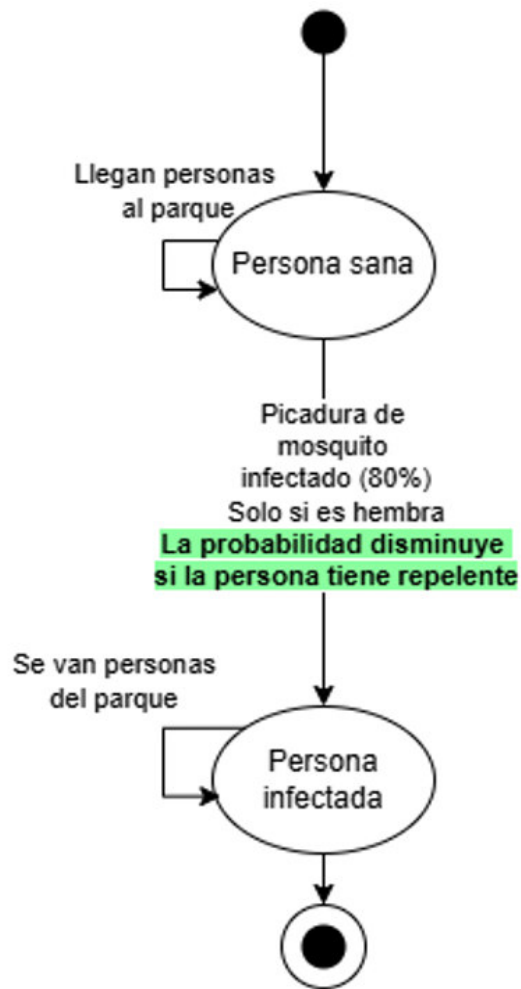 Llegan personas
al parque
Persona sana
Picadura de
mosquito
infectado (80%)
Solo si es hembra
La probabilidad disminuye
si la persona tiene repelente
Se van personas
del parque
Persona
infectada